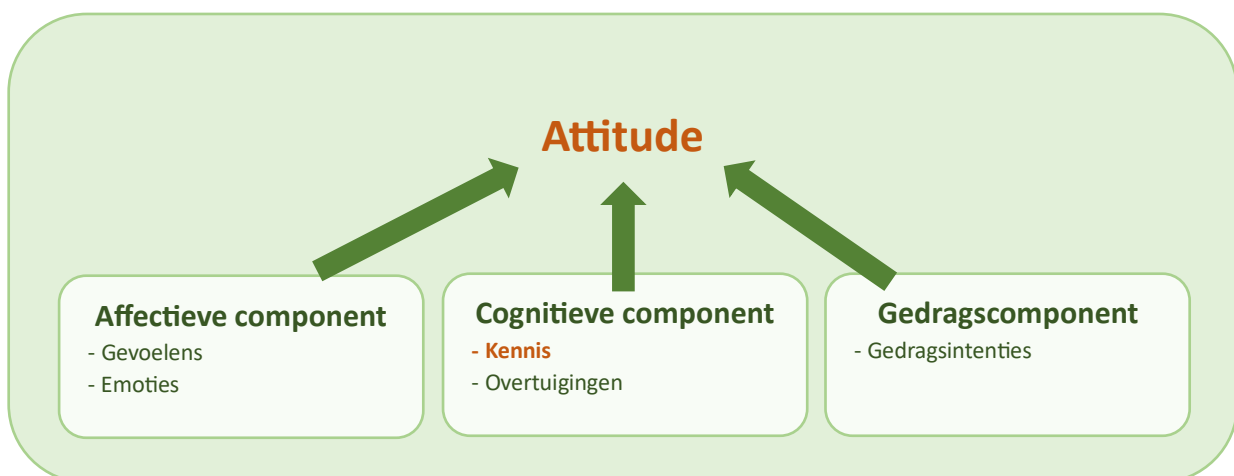 Attitude
Affectieve component
- Gevoelens
- Emoties
Cognitieve component
- Kennis
- Overtuigingen
Gedragscomponent
- Gedragsintenties